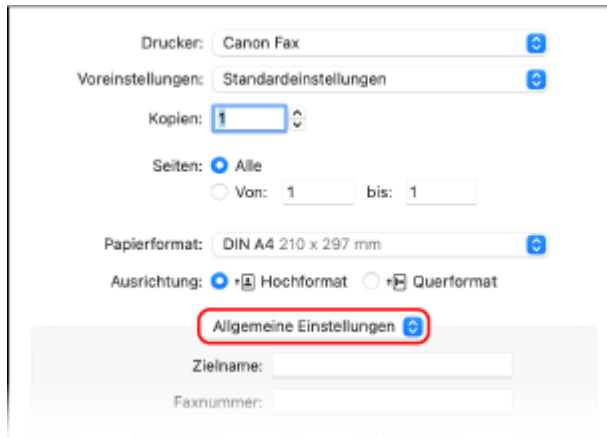 Drucker: Canon Fax
Voreinstellungen: Standardeinstellungen
Kopien: 1
Seiten: Alle
Von: 1 bis: 1
Papierformat: DIN A4 210 x 297 mm
Ausrichtung: Hochformat Querformat
Allgemeine Einstellungen
Zielname:
Faxnummer: